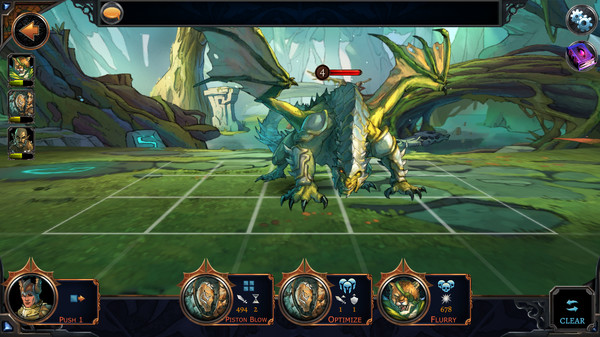 4
PUSH 1
PISTON BLOW
494 2
OPTIMIZE
1 1
FLURRY
678
CLEAR